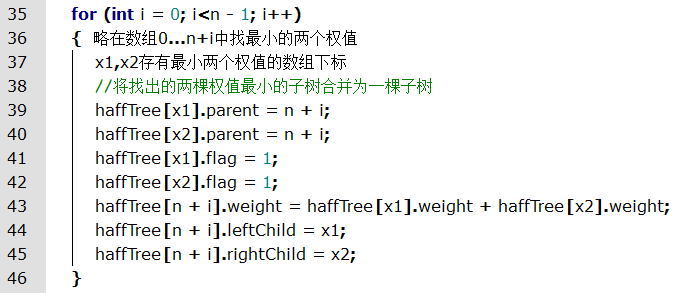 35 for (int i = 0; i<n - 1; i++)
36 { 略在数组0...n+i中找最小的两个权值
37 x1,x2存有最小两个权值的数组下标
38 //将找出的两棵权值最小的子树合并为一棵子树
39 haffTree[x1].parent = n + i;
40 haffTree[x2].parent = n + i;
41 haffTree[x1].flag = 1;
42 haffTree[x2].flag = 1;
43 haffTree[n + i].weight = haffTree[x1].weight + haffTree[x2].weight;
44 haffTree[n + i].leftChild = x1;
45 haffTree[n + i].rightChild = x2;
46 }